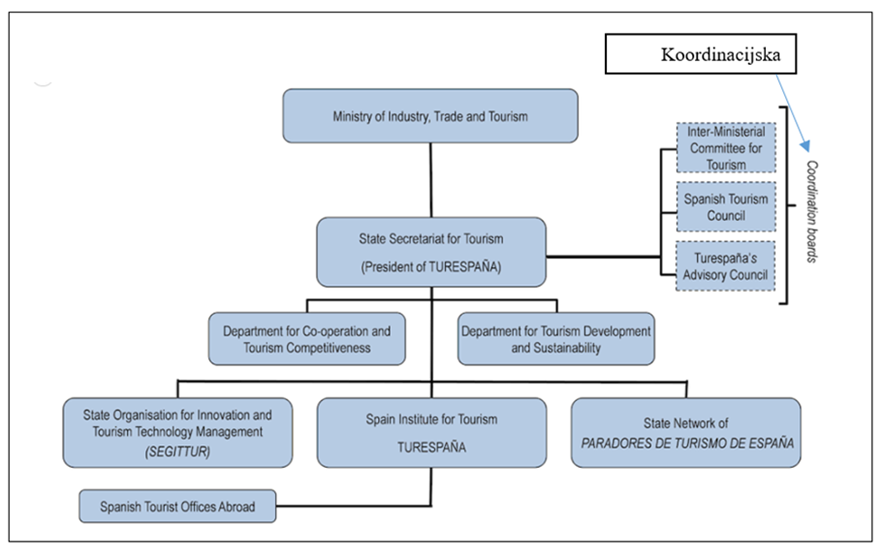 Koordinacijska
Ministry of Industry, Trade and Tourism
Inter-Ministerial
Committee for
Tourism
Spanish Tourism
Council
Turespaña's
Advisory Council
Coordination boards
State Secretariat for Tourism
(President of TURESPAÑA)
Department for Co-operation and
Tourism Competitiveness
Department for Tourism Development
and Sustainability
State Organisation for Innovation and
Tourism Technology Management
(SEGITTUR)
Spain Institute for Tourism
TURESPAÑA
State Network of
PARADORES DE TURISMO DE ESPAÑA
Spanish Tourist Offices Abroad